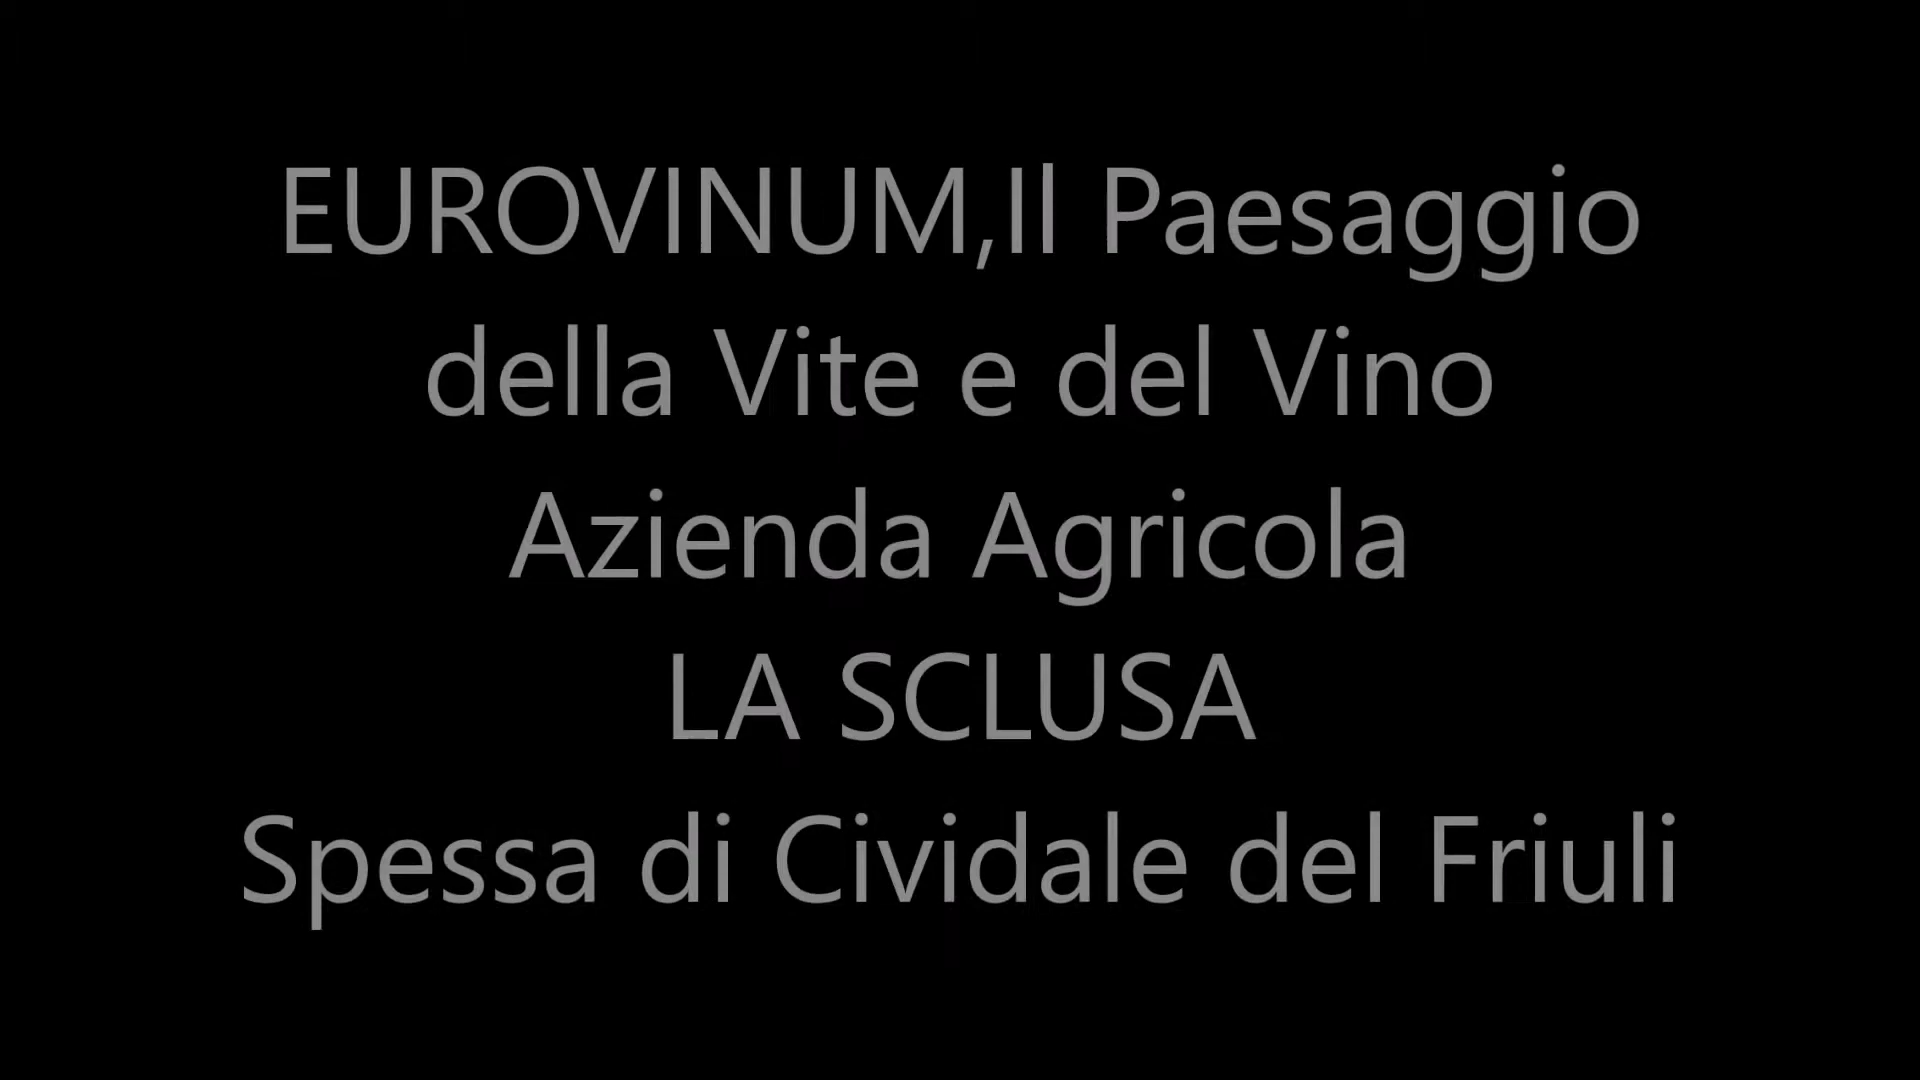 EUROVINUM,Il Paesaggio
della Vite e del Vino
Azienda Agricola
LA SCLUSA
Spessa di Cividale del Friuli